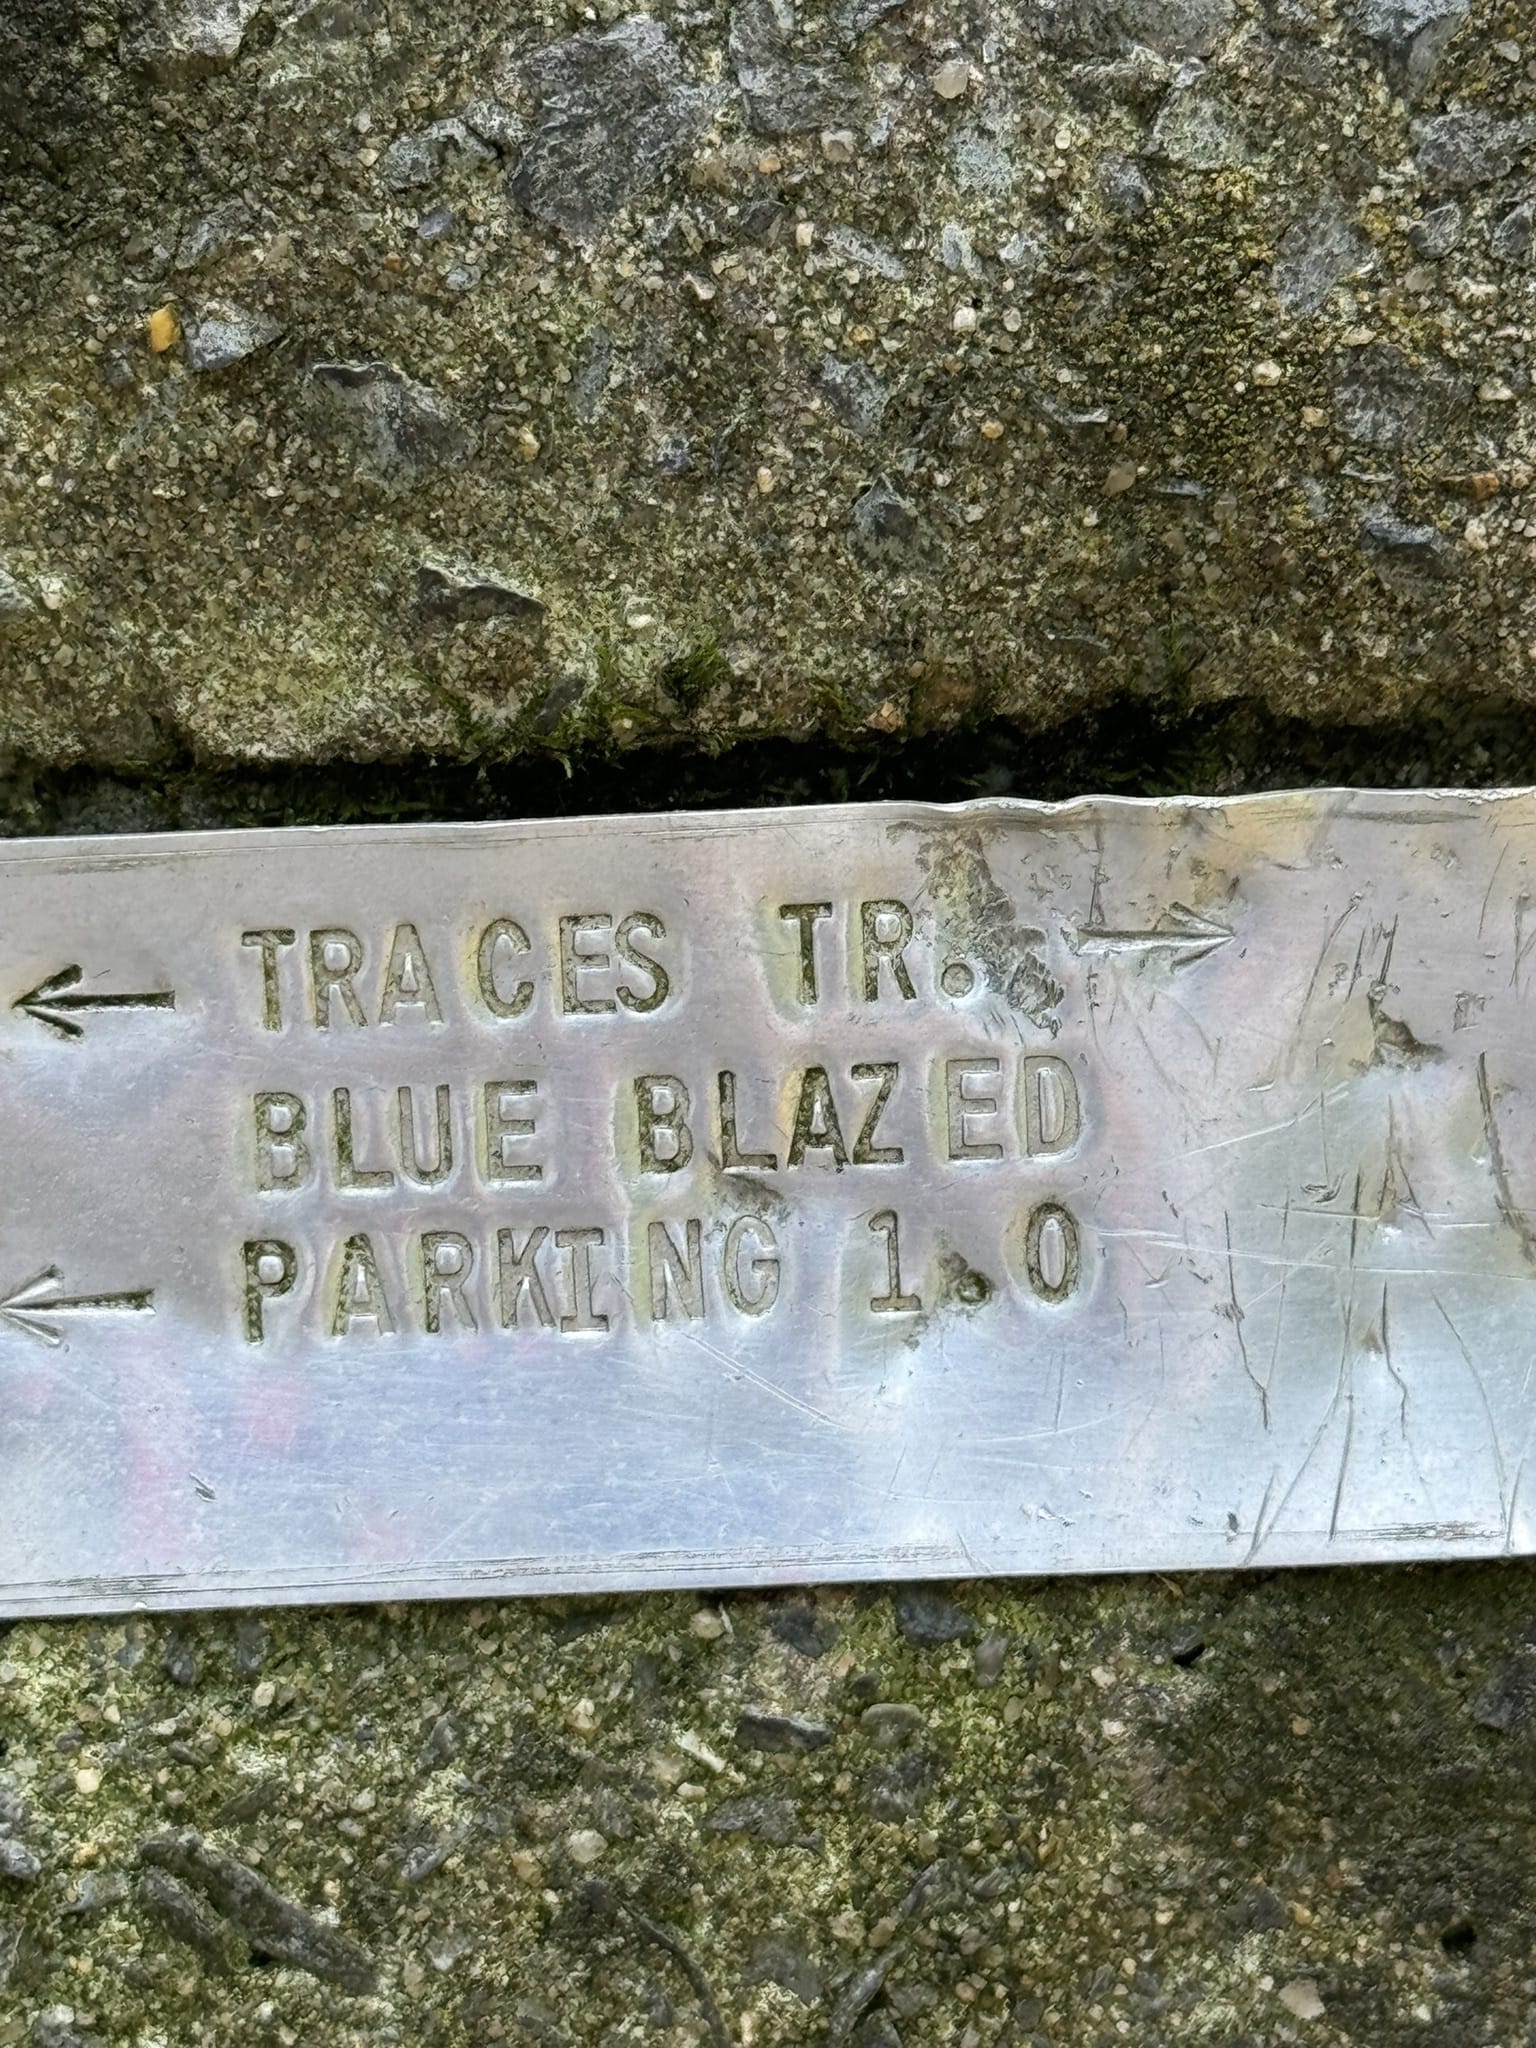 ← TRACES TR. →
BLUE BLAZED
← PARKING 1.0